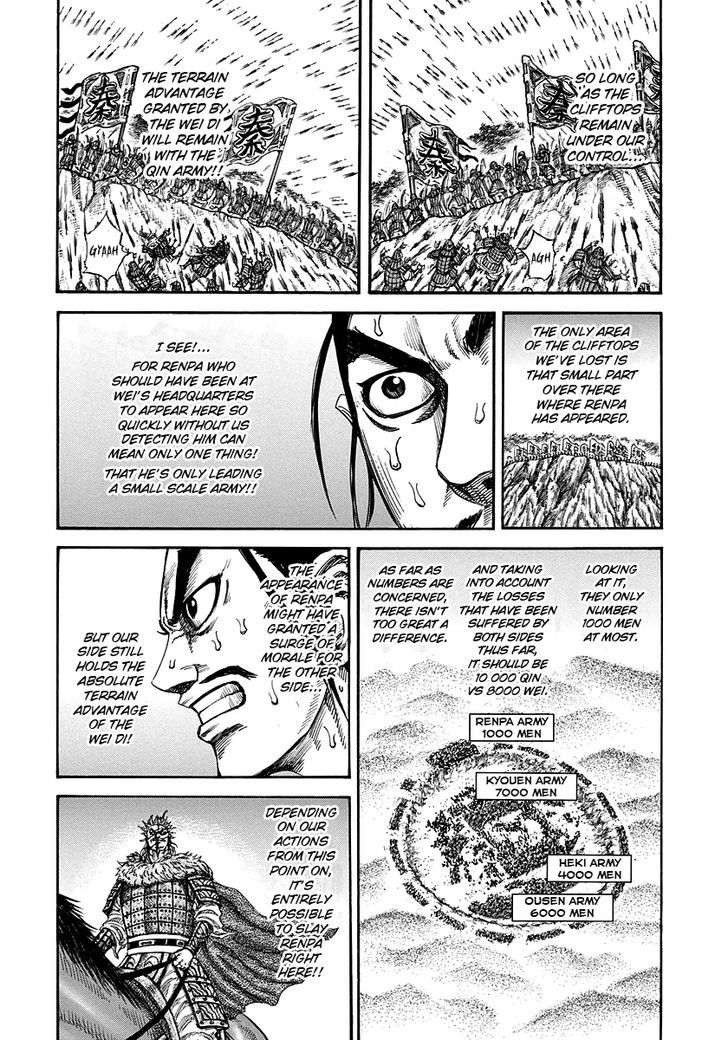 SO LONG
AS THE
CLIFFTOPS
REMAIN
UNDER OUR
CONTROL...
秦
秦
AGH
THE TERRAIN
ADVANTAGE
GRANTED BY
THE WEI DI
WILL REMAIN
WITH THE
QIN ARMY!!
秦
秦
GYAAH
THE ONLY AREA
OF THE CLIFFTOPS
WE'VE LOST IS
THAT SMALL PART
OVER THERE
WHERE RENPA
HAS APPEARED.
I SEE!...
FOR RENPA WHO
SHOULD HAVE BEEN AT
WEI'S HEADQUARTERS
TO APPEAR HERE SO
QUICKLY WITHOUT US
DETECTING HIM CAN
MEAN ONLY ONE THING!
THAT HE'S ONLY LEADING
A SMALL SCALE ARMY!!
LOOKING
AT IT,
THEY ONLY
NUMBER
1000 MEN
AT MOST.
AND TAKING
INTO ACCOUNT
THE LOSSES
THAT HAVE BEEN
SUFFERED BY
BOTH SIDES
THUS FAR,
IT SHOULD BE
10 000 QIN
VS 8000 WEI.
AS FAR AS
NUMBERS ARE
CONCERNED,
THERE ISN'T
TOO GREAT A
DIFFERENCE.
RENPA ARMY
1000 MEN
KYOUEN ARMY
7000 MEN
HEKI ARMY
4000 MEN
OUSEN ARMY
6000 MEN
THE
APPEARANCE
OF RENPA
MIGHT HAVE
GRANTED A
SURGE OF
MORALE FOR
THE OTHER
SIDE...
BUT OUR
SIDE STILL
HOLDS THE
ABSOLUTE
TERRAIN
ADVANTAGE
OF THE
WEI DI!
DEPENDING
ON OUR
ACTIONS
FROM THIS
POINT ON,
IT'S
ENTIRELY
POSSIBLE
TO SLAY
RENPA
RIGHT
HERE!!